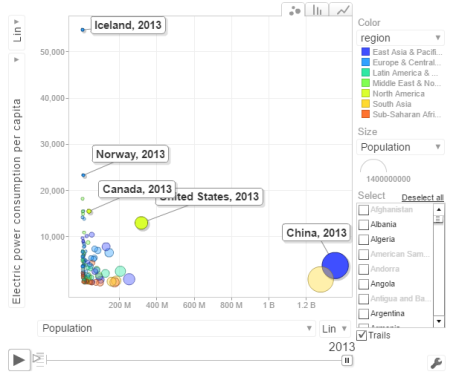 Lin
Electric power consumption per capita
50,000
40,000
30,000
20,000
10,000
Iceland, 2013
Norway, 2013
Canada, 2013
United States, 2013
China, 2013
200 M
400 M
600 M
800 M
1 B
1.2 B
Population
Lin
2013
Color
region
East Asia & Pacifi...
Europe & Central...
Latin America & ...
Middle East & No...
North America
South Asia
Sub-Saharan Afri...
Size
Population
1400000000
Select
Deselect all
Afghanistan
Albania
Algeria
American Sam...
Andorra
Angola
Antigua and Ba...
Argentina
Armenia
Trails